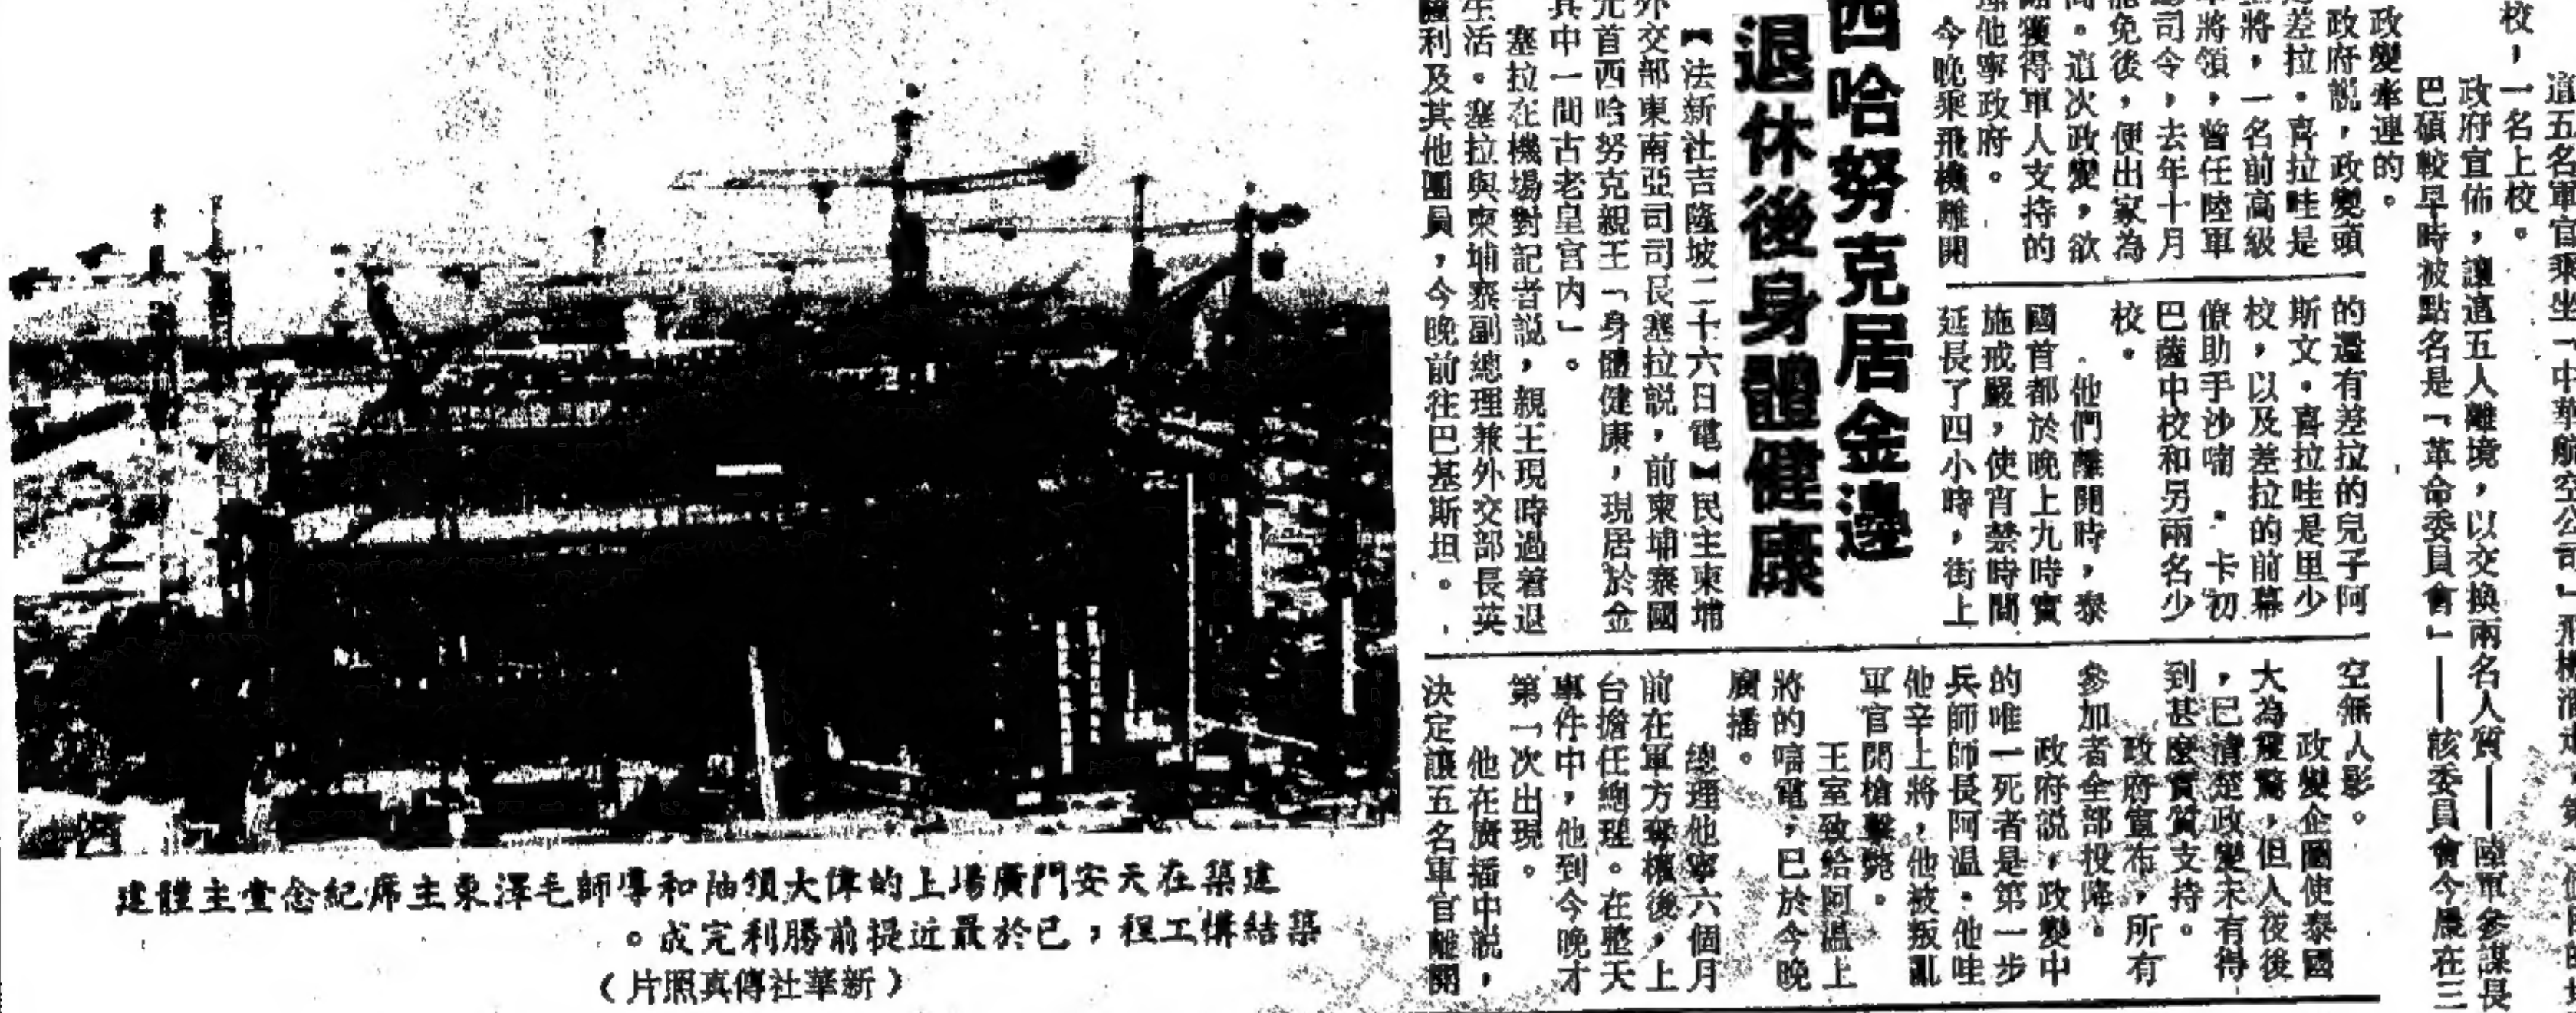 這五名軍官乘坐「中華航空公司」
校，一名上校。
政府宣佈，讓這五人離境，以交換兩名人質——陸軍參謀長
巴碩較早時被點名是「革命委員會」——該委員會今晨在三
政變牽連的。
政府說，政變頭
差拉・喜拉哇是
將，一名前高級
將領，曾任陸軍
司令，去年十月
免後，便出家為
。這次政變，欲
獲得軍人支持的
他寧政府。
今晚乘飛機離開
的還有差拉的兒子阿
斯文・喜拉哇是里少
校，以及差拉的前幕
僚助手沙喃・卡初
巴薩中校和另兩名少
校。
他們離開時，泰
國首都於晚上九時實
施戒嚴，使宵禁時間
延長了四小時，街上
空無人影。
政變企圖使泰國
大為震驚，但入夜後
，已清楚政變未有得
到甚麼實質支持。
政府宣布，所有
參加者全部投降。
政府說，政變中
的唯一死者是第一步
兵師師長阿溫・他哇
他辛上將，他被叛亂
軍官開槍擊斃。
王室致給阿溫上
將的唁電，已於今晚
廣播。
總理他寧六個月
前在軍方奪權後，上
台擔任總理。在整天
事件中，他到今晚才
第一次出現。
他在廣播中說，
決定讓五名軍官離開
四哈努克居金邊
退休後身體健康
【法新社吉隆坡二十六日電】民主柬埔
外交部東南亞司司長塞拉說，前柬埔寨國
元首西哈努克親王「身體健康，現居於金
其中一間古老皇宮內」。
塞拉在機場對記者說，親王現時過着退
生活。塞拉與柬埔寨副總理兼外交部長英
薩利及其他團員，今晚前往巴基斯坦。
建築在天安門廣場上的偉大領袖和導師毛澤東主席紀念堂主體建
築結構工程，已於最近提前勝利完成。
（新華社傳真照片）